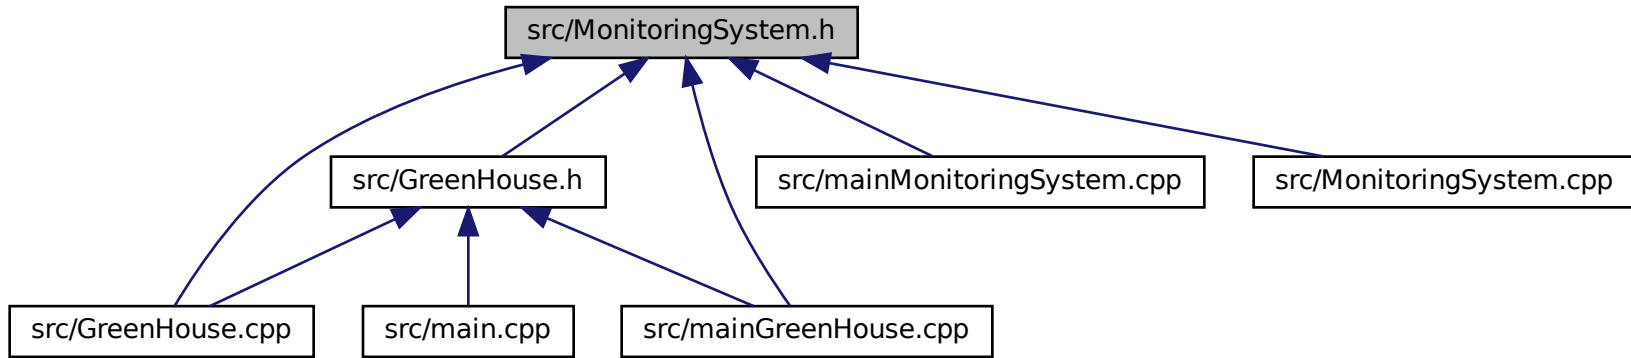 src/MonitoringSystem.h
src/GreenHouse.h
src/mainMonitoringSystem.cpp
src/MonitoringSystem.cpp
src/GreenHouse.cpp
src/main.cpp
src/mainGreenHouse.cpp